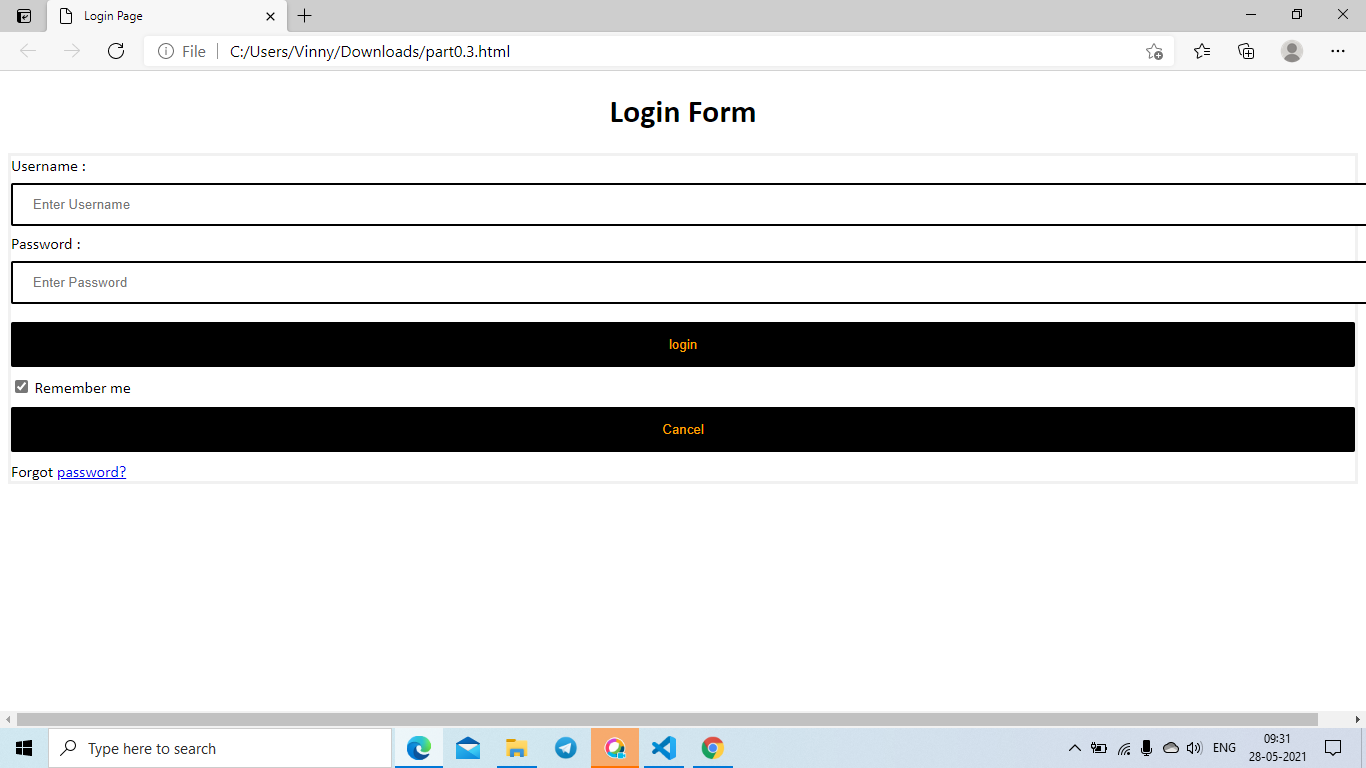 Login Page
File
C:/Users/Vinny/Downloads/part0.3.html
Login Form
Username :
Enter Username
Password :
Enter Password
login
Remember me
Cancel
Forgot password?
Type here to search
ENG
09:31
28-05-2021